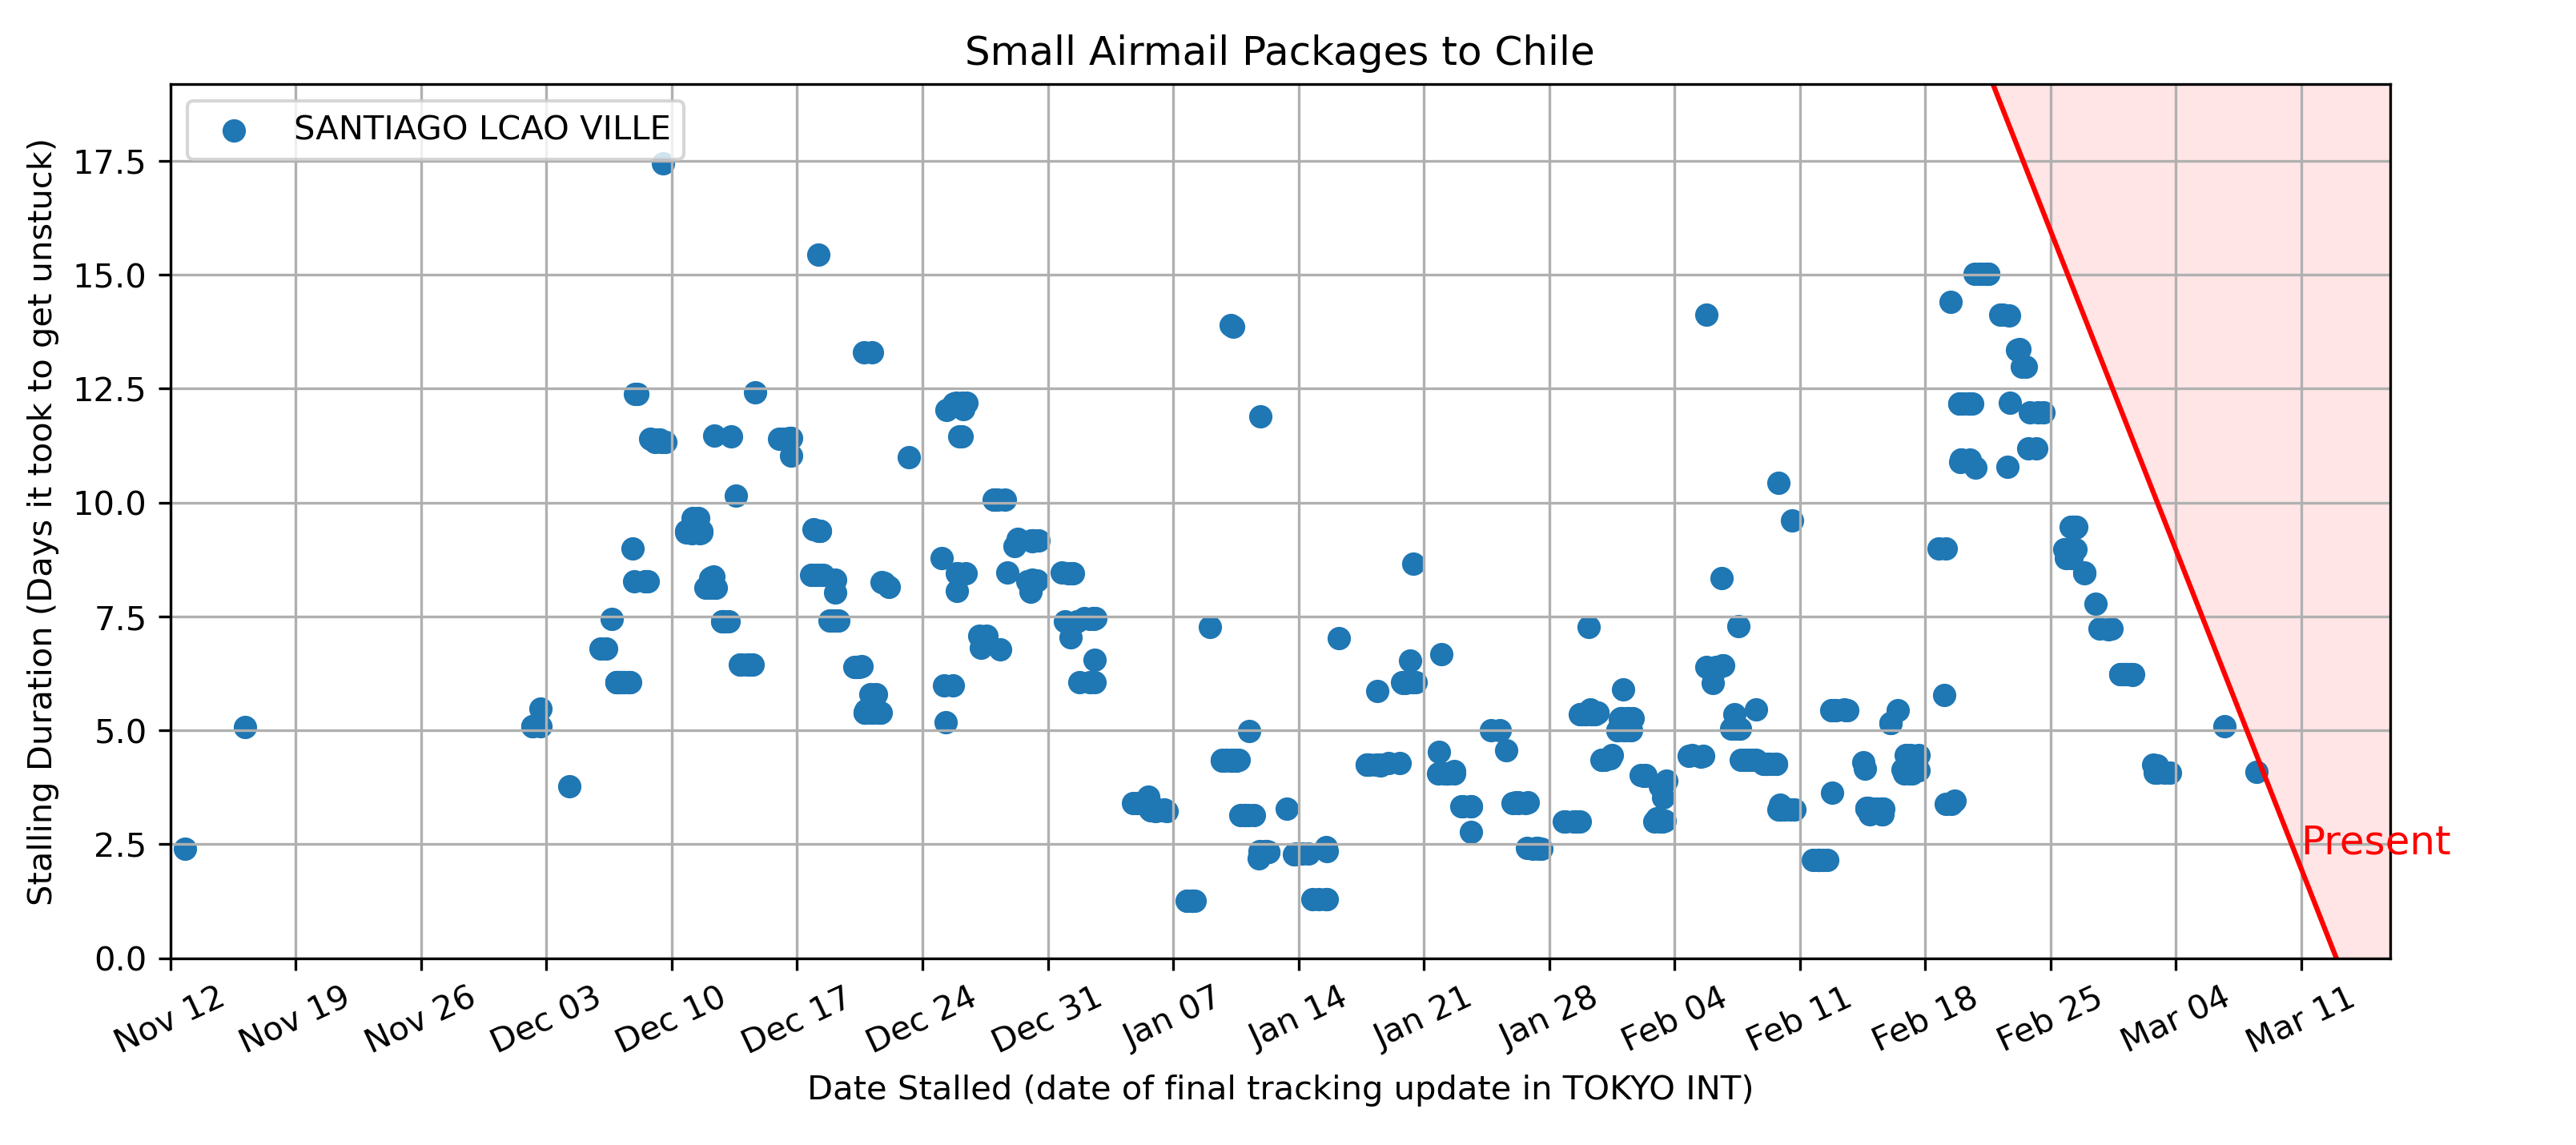 Small Airmail Packages to Chile
SANTIAGO LCAO VILLE
Stalling Duration (Days it took to get unstuck)
17.5
15.0
12.5
10.0
7.5
5.0
2.5
0.0
Present
Nov 12 Nov 19 Nov 26 Dec 03 Dec 10 Dec 17 Dec 24 Dec 31 Jan 07 Jan 14 Jan 21 Jan 28 Feb 04 Feb 11 Feb 18 Feb 25 Mar 04 Mar 11
Date Stalled (date of final tracking update in TOKYO INT)